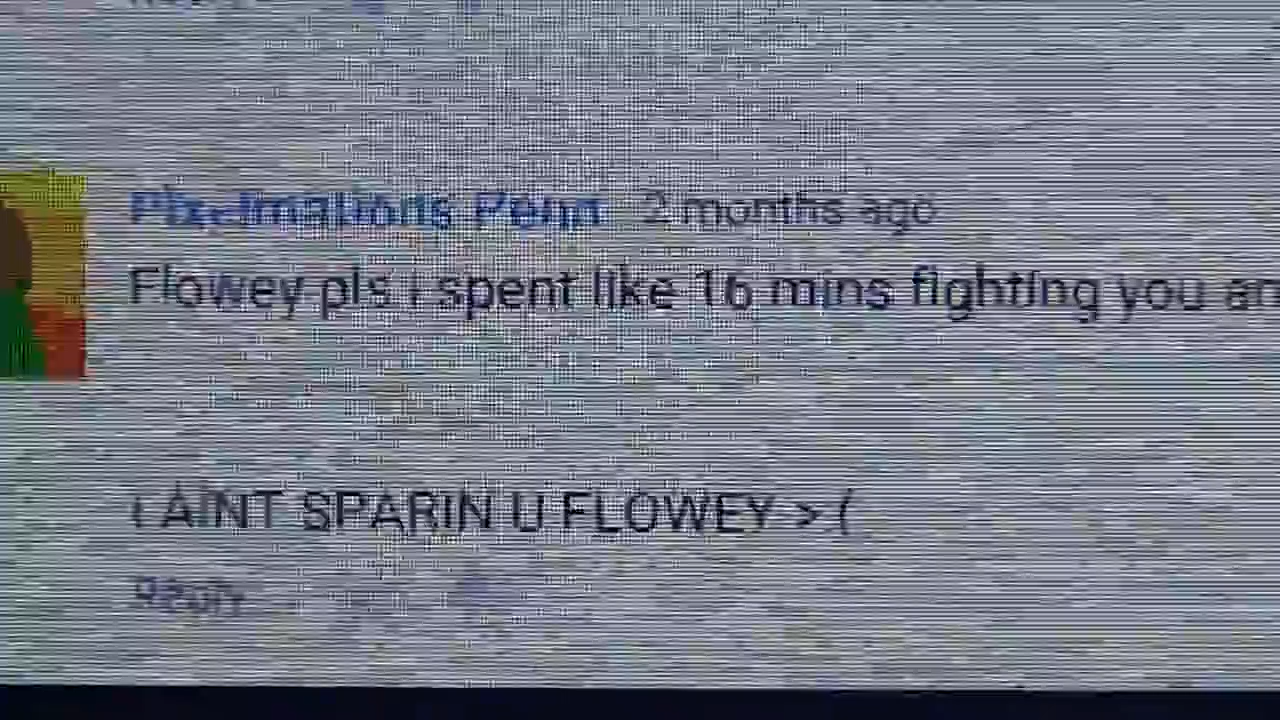 2 months ago
Flowey pls i spent like 16 mins fighting you an
i AINT SPARIN U FLOWEY >(